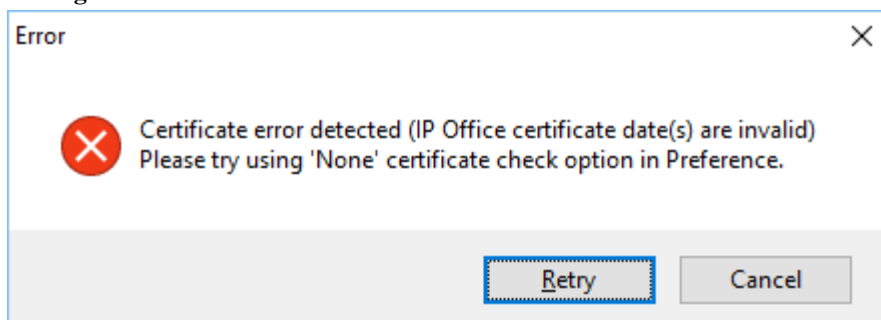 Error
Certificate error detected (IP Office certificate date(s) are invalid)
Please try using 'None' certificate check option in Preference.
Retry
Cancel